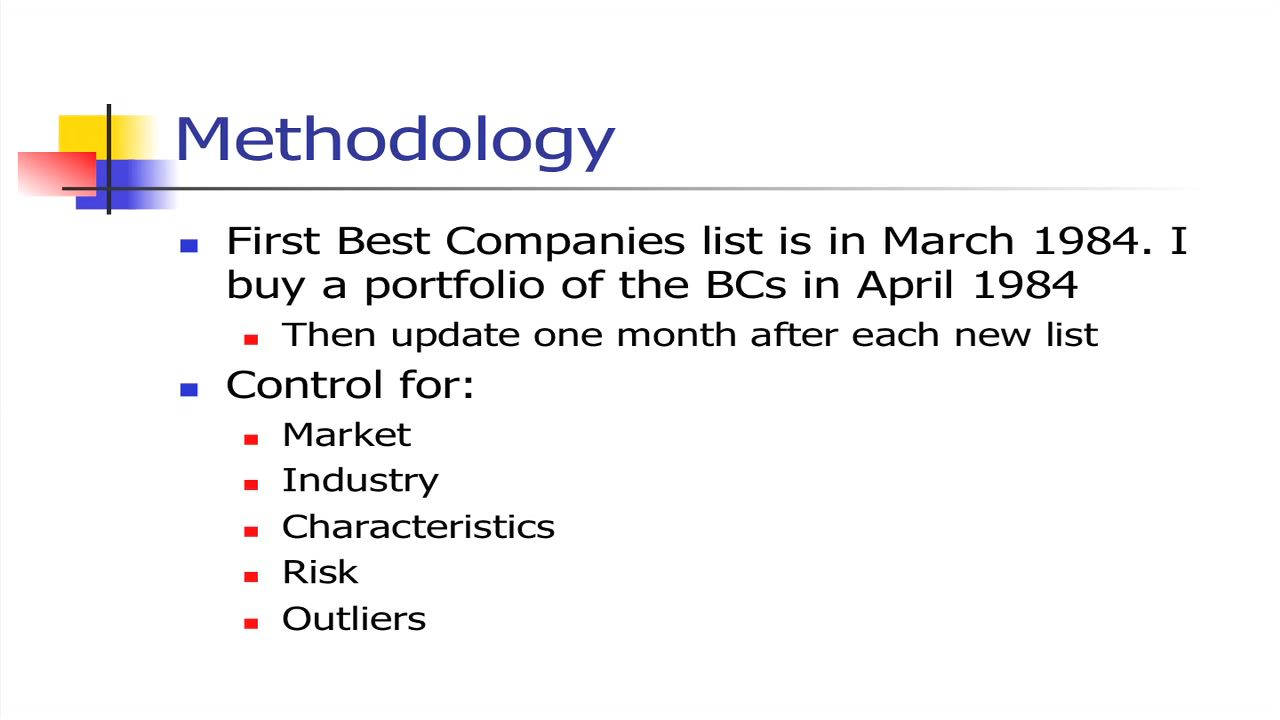 Methodology
First Best Companies list is in March 1984. I
buy a portfolio of the BCs in April 1984
Then update one month after each new list
Control for:
Market
Industry
Characteristics
Risk
Outliers